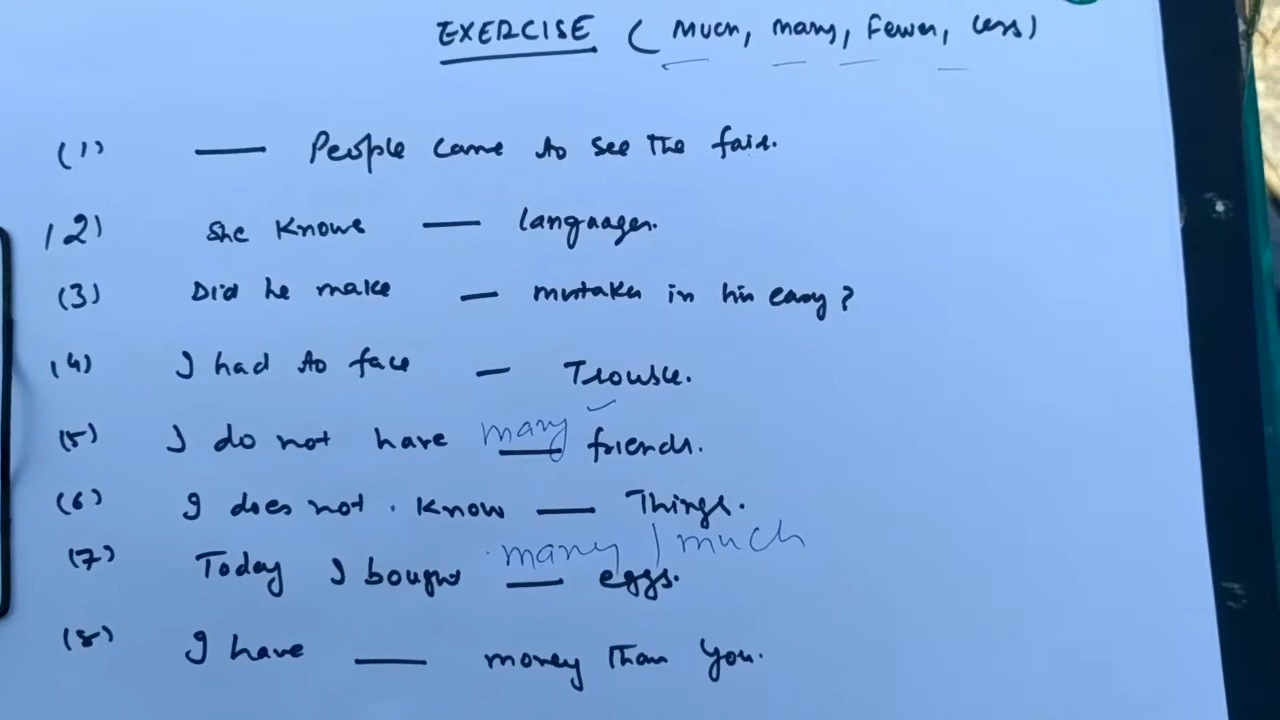 EXERCISE ( Much, many, Fewer, less)
(1) — People came to see The fair.
(2) She knows — languages.
(3) Did he make — mistakes in his easy?
(4) I had to face — Trouble.
(5) I do not have many friends.
(6) I does not . know — Things.
many / much
(7) Today I bought — eggs.
(8) I have — money Than you.